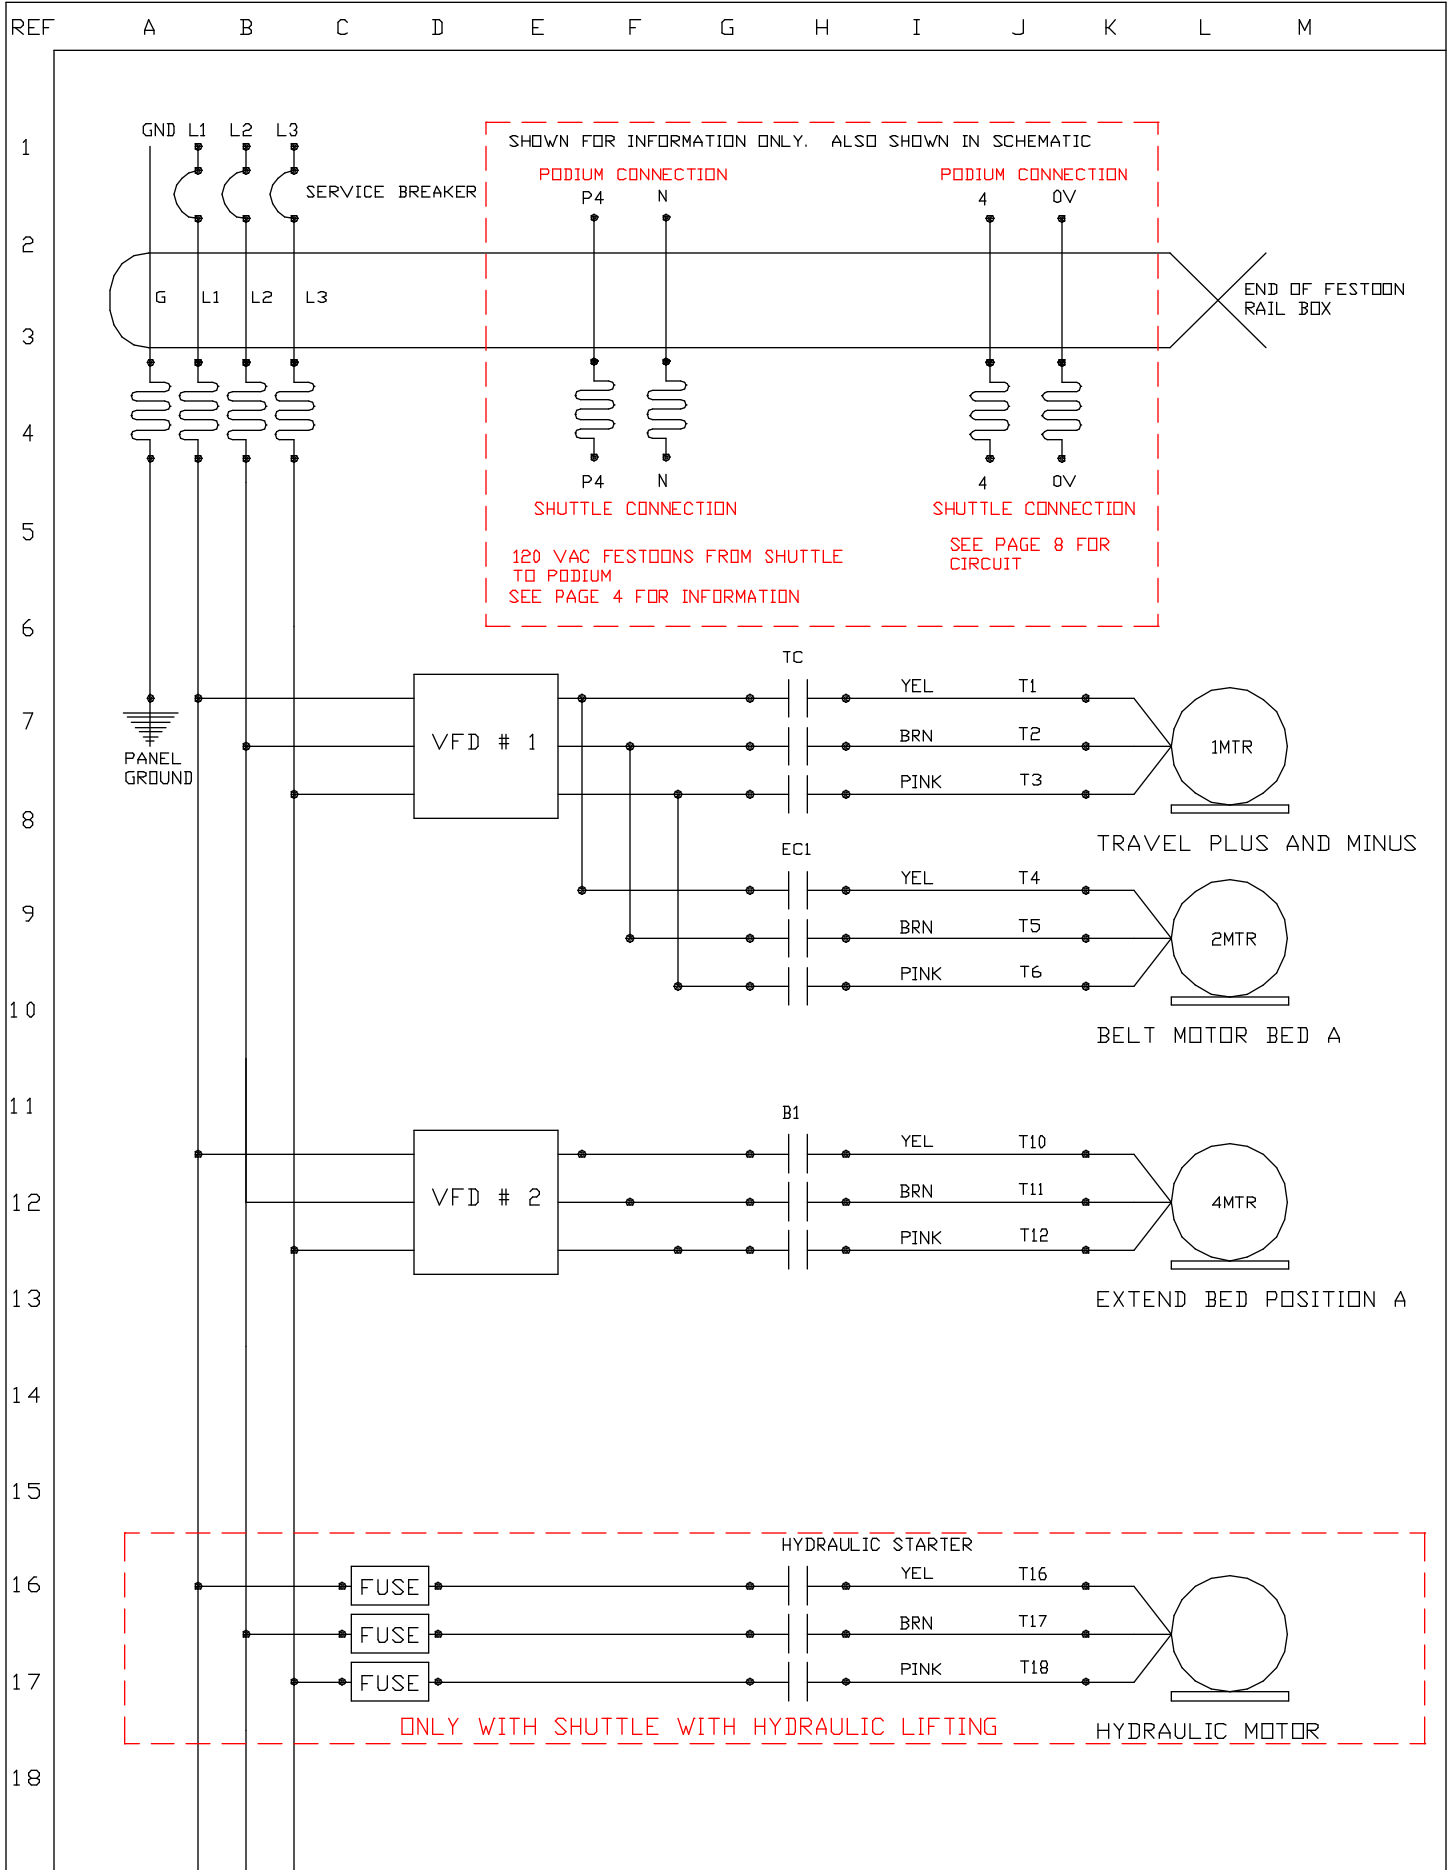 REF A B C D E F G H I J K L M
1
GND L1 L2 L3
SHOWN FOR INFORMATION ONLY. ALSO SHOWN IN SCHEMATIC
PODIUM CONNECTION PODIUM CONNECTION
SERVICE BREAKER
P4 N 4 0V
2
G L1 L2 L3
END OF FESTOON
RAIL BOX
3
4
P4 N 4 0V
SHUTTLE CONNECTION SHUTTLE CONNECTION
5
SEE PAGE 8 FOR
CIRCUIT
120 VAC FESTOONS FROM SHUTTLE
TO PODIUM
SEE PAGE 4 FOR INFORMATION
6
TC
YEL T1
7
VFD # 1
BRN T2
1MTR
PANEL
GROUND
PINK T3
8
TRAVEL PLUS AND MINUS
EC1
YEL T4
9
BRN T5
2MTR
PINK T6
10
BELT MOTOR BED A
11
B1
YEL T10
12
VFD # 2
BRN T11
4MTR
PINK T12
13
EXTEND BED POSITION A
14
15
HYDRAULIC STARTER
16
FUSE
YEL T16
FUSE
BRN T17
17
FUSE
PINK T18
ONLY WITH SHUTTLE WITH HYDRAULIC LIFTING
HYDRAULIC MOTOR
18